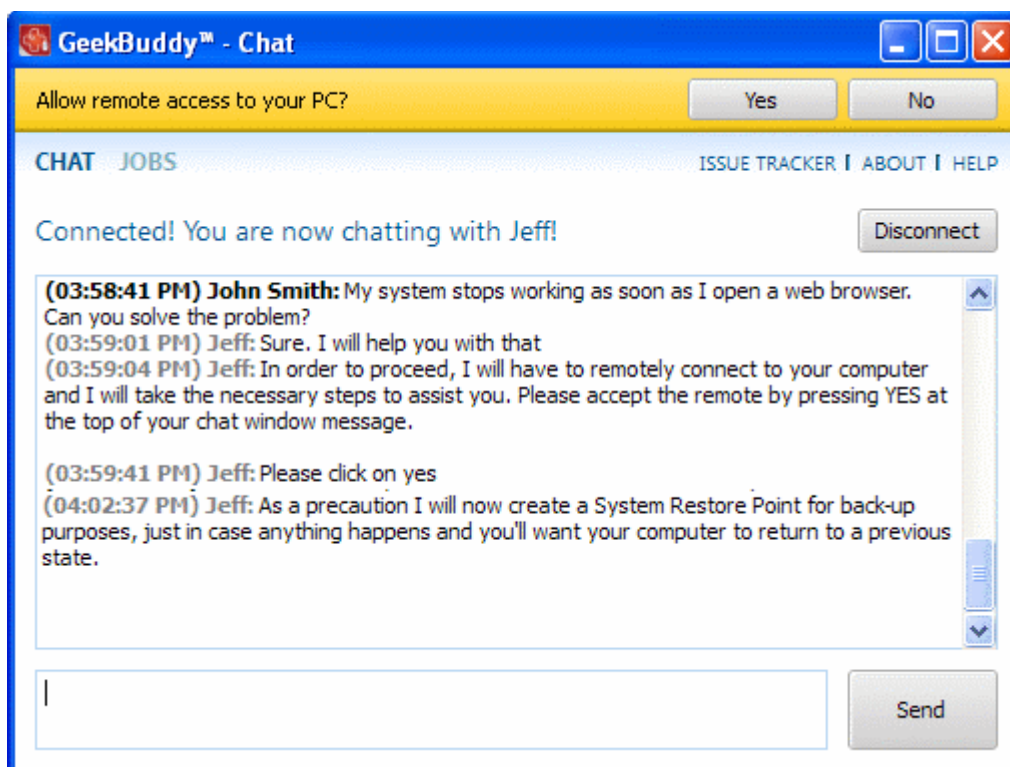 GeekBuddy™ - Chat
Allow remote access to your PC?
Yes
No
CHAT JOBS
ISSUE TRACKER | ABOUT | HELP
Connected! You are now chatting with Jeff!
Disconnect
(03:58:41 PM) John Smith: My system stops working as soon as I open a web browser.
Can you solve the problem?
(03:59:01 PM) Jeff: Sure. I will help you with that
(03:59:04 PM) Jeff: In order to proceed, I will have to remotely connect to your computer
and I will take the necessary steps to assist you. Please accept the remote by pressing YES at
the top of your chat window message.
(03:59:41 PM) Jeff: Please click on yes
(04:02:37 PM) Jeff: As a precaution I will now create a System Restore Point for back-up
purposes, just in case anything happens and you'll want your computer to return to a previous
state.
Send